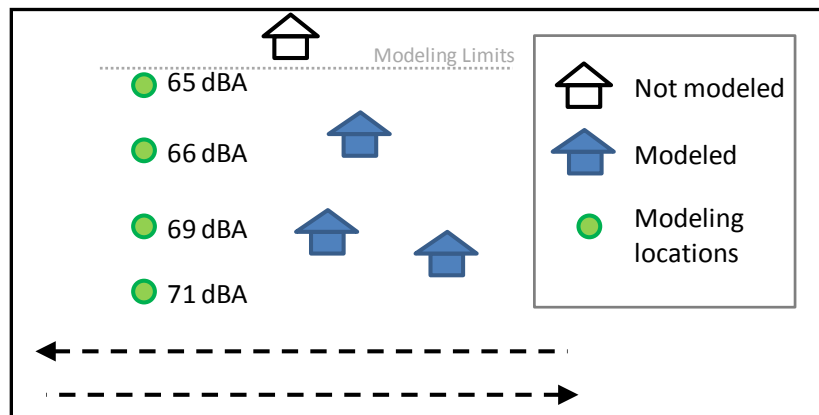 Modeling Limits
65 dBA
66 dBA
69 dBA
71 dBA
Not modeled
Modeled
Modeling
locations